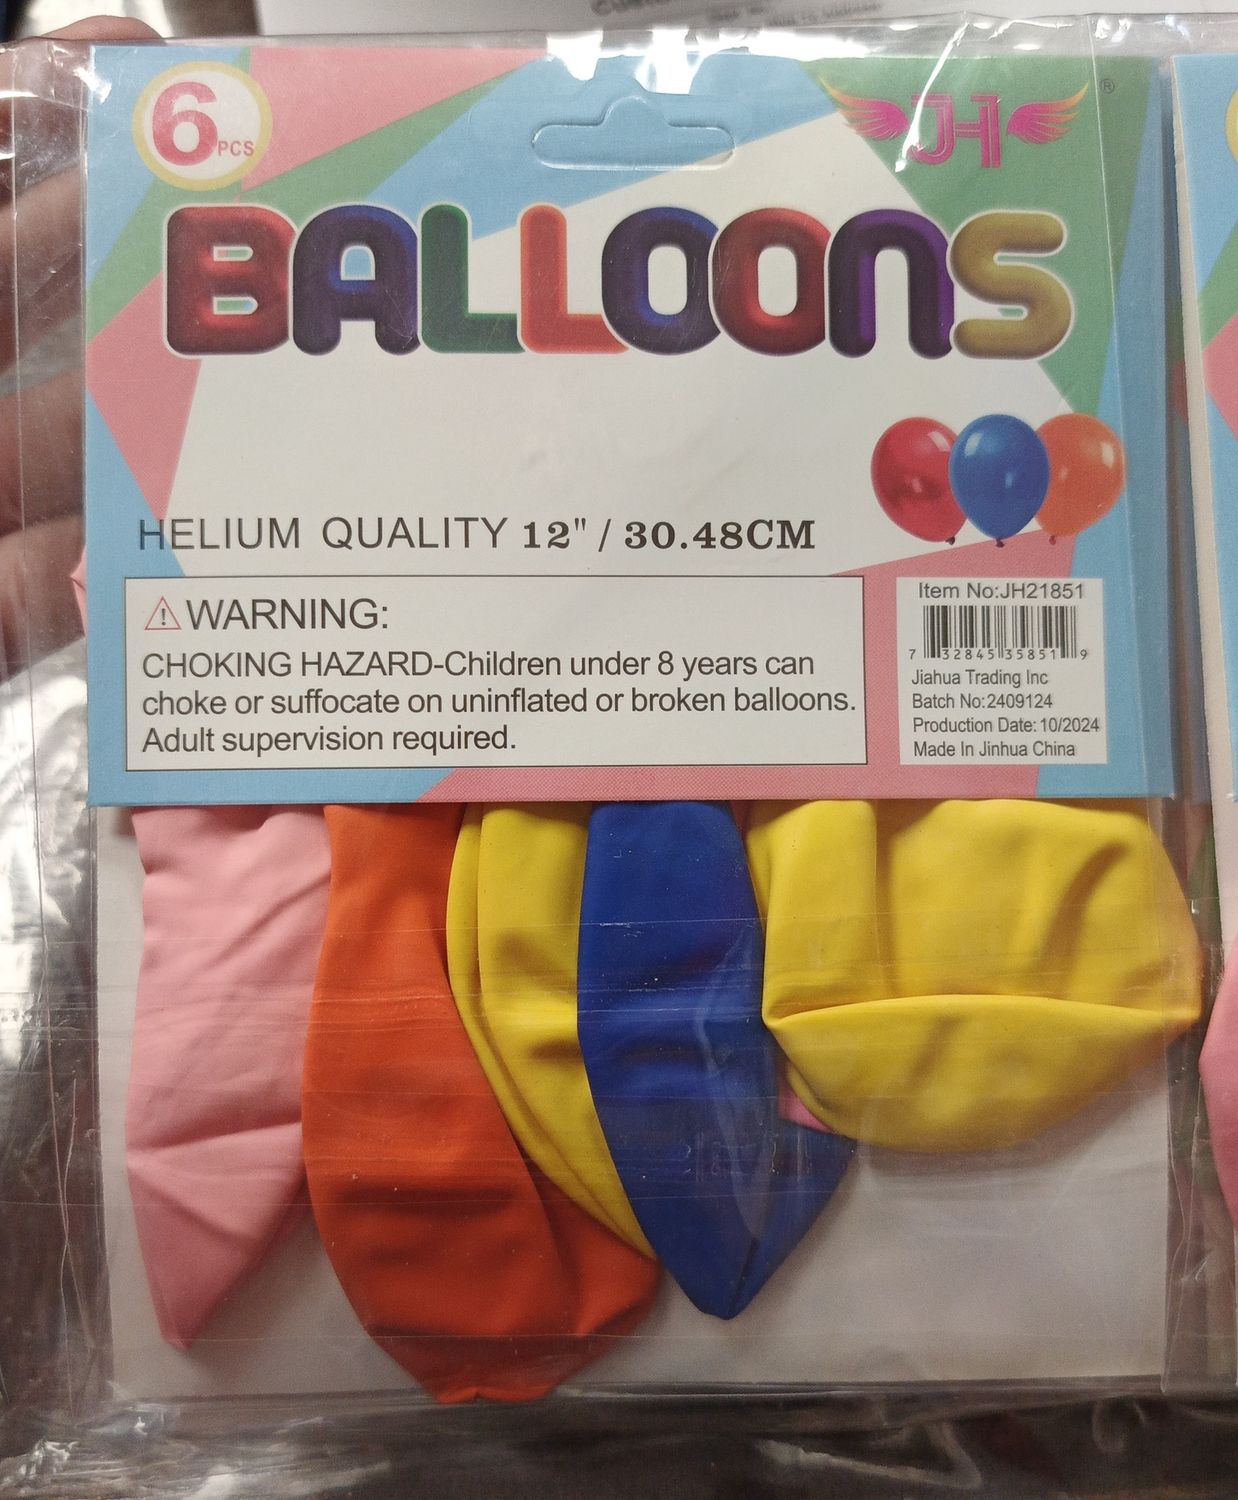 6 PCS
JH ®
BALLOONS
HELIUM QUALITY 12" / 30.48CM
⚠ WARNING:
CHOKING HAZARD-Children under 8 years can
choke or suffocate on uninflated or broken balloons.
Adult supervision required.
Item No:JH21851
7 32845 35851 9
Jiahua Trading Inc
Batch No:2409124
Production Date: 10/2024
Made In Jinhua China